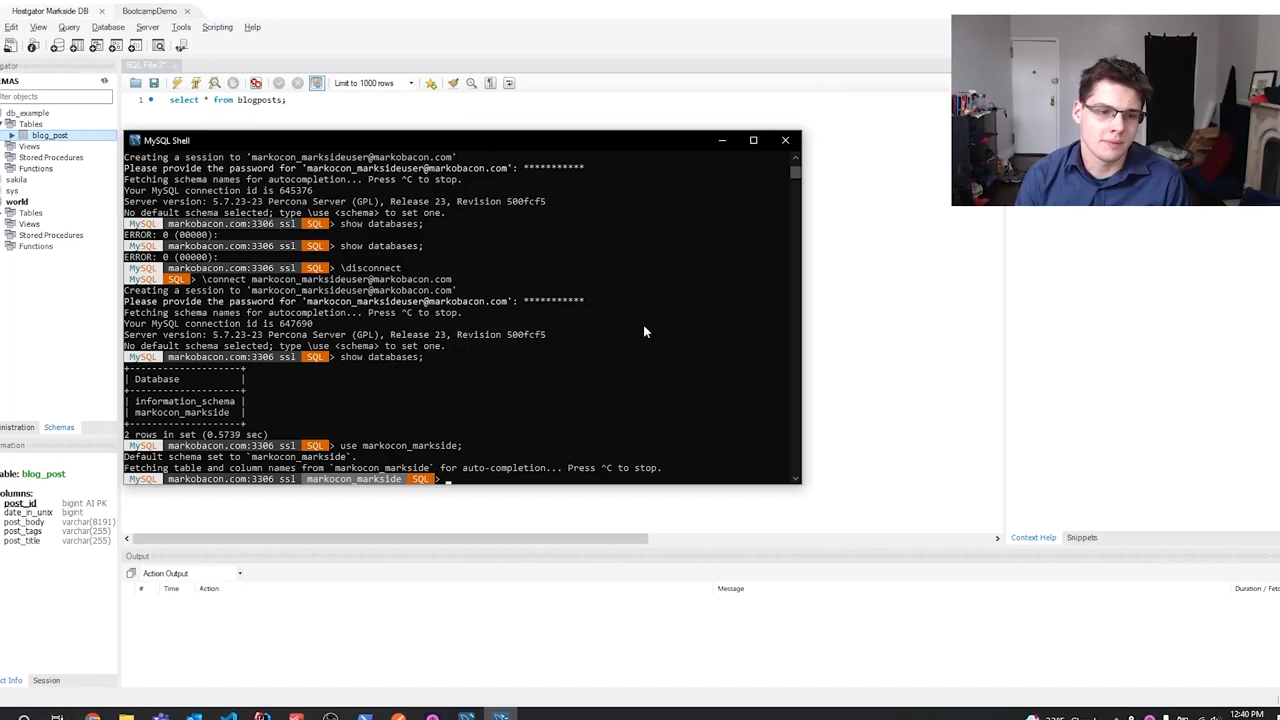 Hostgator Markside DB × BootcampDemo ×
Edit View Query Database Server Tools Scripting Help
SQL File 3* ×
Limit to 1000 rows
lter objects
1 select * from blogposts;
db_example
Tables
blog_post
Views
Stored Procedures
Functions
sakila
sys
world
Tables
Views
Stored Procedures
Functions
MySQL Shell
Creating a session to 'markocon_marksideuser@markobacon.com'
Please provide the password for 'markocon_marksideuser@markobacon.com': ***********
Fetching schema names for autocompletion... Press ^C to stop.
Your MySQL connection id is 645376
Server version: 5.7.23-23 Percona Server (GPL), Release 23, Revision 500fcf5
No default schema selected; type \use <schema> to set one.
MySQL markobacon.com:3306 ssl SQL > show databases;
ERROR: 0 (00000):
MySQL markobacon.com:3306 ssl SQL > show databases;
ERROR: 0 (00000):
MySQL markobacon.com:3306 ssl SQL > \disconnect
MySQL SQL > \connect markocon_marksideuser@markobacon.com
Creating a session to 'markocon_marksideuser@markobacon.com'
Please provide the password for 'markocon_marksideuser@markobacon.com': ***********
Fetching schema names for autocompletion... Press ^C to stop.
Your MySQL connection id is 647690
Server version: 5.7.23-23 Percona Server (GPL), Release 23, Revision 500fcf5
No default schema selected; type \use <schema> to set one.
MySQL markobacon.com:3306 ssl SQL > show databases;
+--------------------+
| Database |
+--------------------+
| information_schema |
| markocon_markside |
+--------------------+
2 rows in set (0.5739 sec)
MySQL markobacon.com:3306 ssl SQL > use markocon_markside;
Default schema set to `markocon_markside`.
Fetching table and column names from `markocon_markside` for auto-completion... Press ^C to stop.
MySQL markobacon.com:3306 ssl markocon_markside SQL >
ministration Schemas
able: blog_post
olumns:
post_id bigint AI PK
date_in_unix bigint
post_body varchar(8191)
post_tags varchar(255)
post_title varchar(255)
Context Help Snippets
Output
Action Output
# Time Action Message Duration / Fetc
ct Info Session
12:40 PM